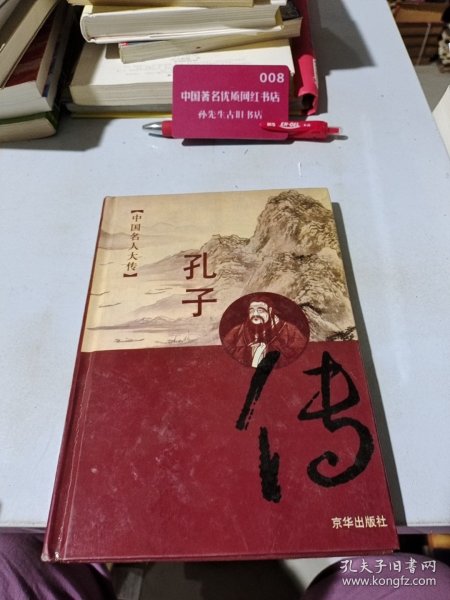 008
中国著名优质网红书店
孙先生古旧书店
【中国名人大传】
孔子
传
京华出版社
孔夫子旧书网
www.kongfz.com